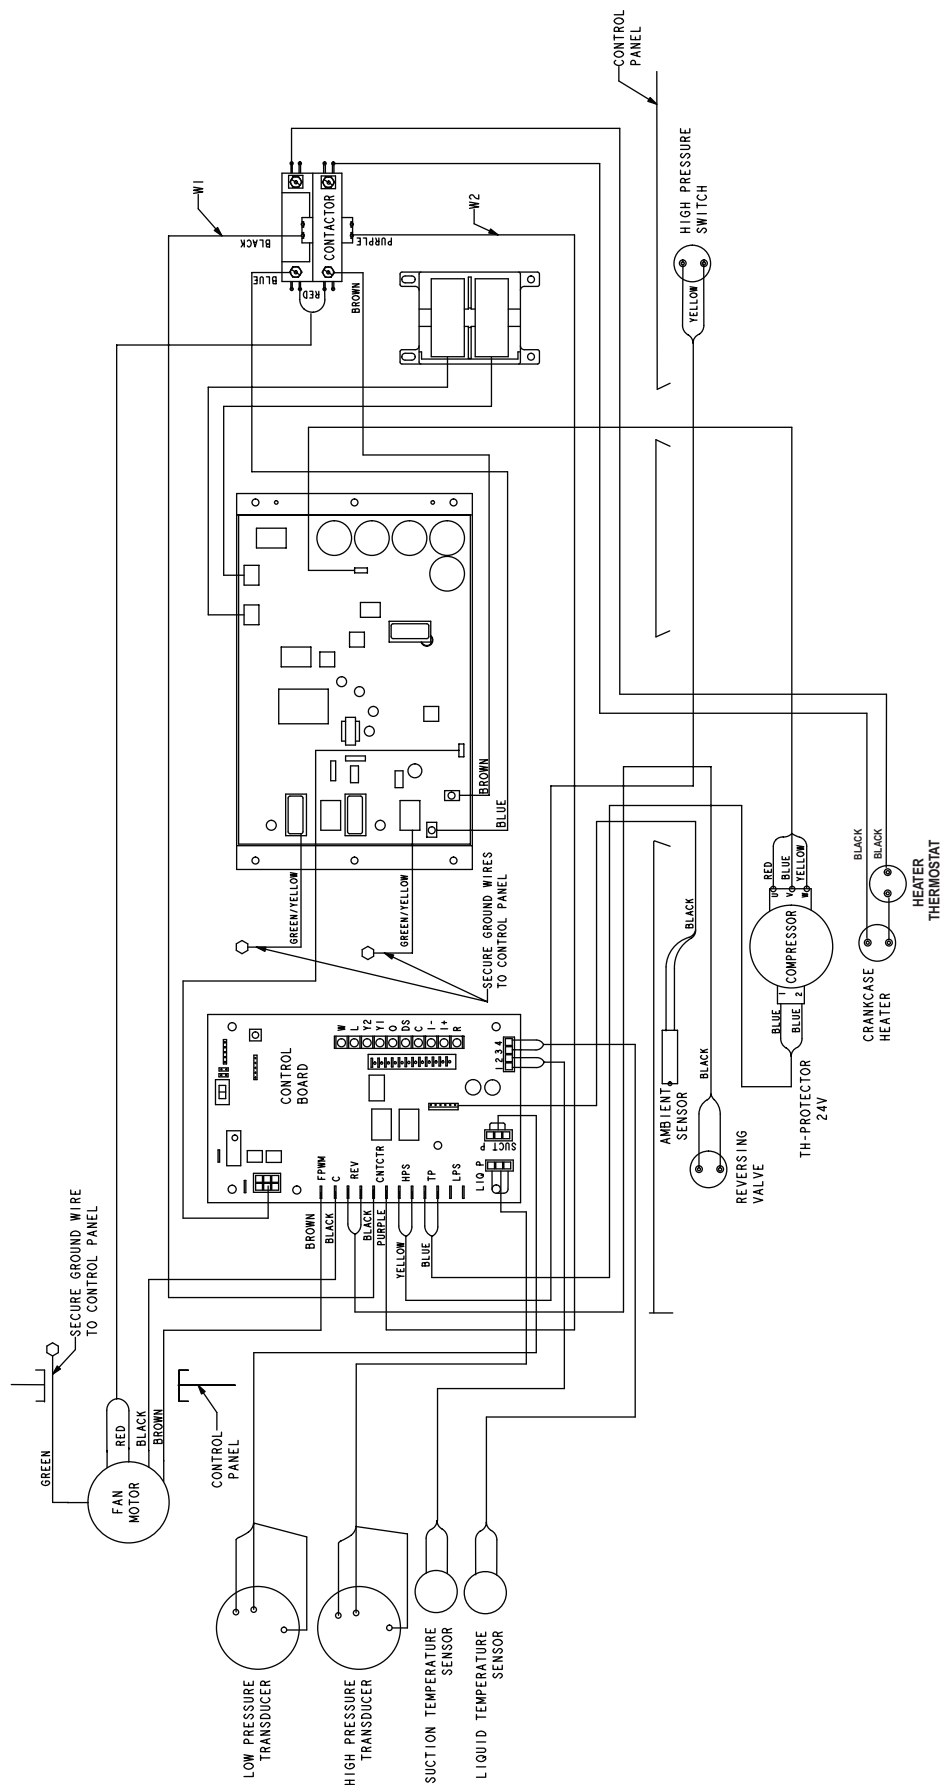 CONTROL
PANEL
HIGH PRESSURE
SWITCH
YELLOW
W1
BLACK
BLUE
CONTACTOR
RED
PURPLE
BROWN
W2
BROWN
BLUE
GREEN/YELLOW
GREEN/YELLOW
SECURE GROUND WIRES
TO CONTROL PANEL
CONTROL
BOARD
W
L
Y2
Y1
O
DS
C
I-
I+
R
1 2 3 4
SUCT P
LIQ P
FPWM
C
REV
CNTCTR
HPS
TP
LPS
BROWN
BLACK
BLACK
PURPLE
YELLOW
BLUE
BLACK
AMBIENT
SENSOR
BLACK
REVERSING
VALVE
RED
BLUE
YELLOW
U
V
W
COMPRESSOR
1
2
BLUE
BLUE
TH-PROTECTOR
24V
BLACK
BLACK
HEATER
THERMOSTAT
CRANKCASE
HEATER
SECURE GROUND WIRE
TO CONTROL PANEL
GREEN
RED
BLACK
BROWN
FAN
MOTOR
CONTROL
PANEL
LOW PRESSURE
TRANSDUCER
HIGH PRESSURE
TRANSDUCER
SUCTION TEMPERATURE
SENSOR
LIQUID TEMPERATURE
SENSOR